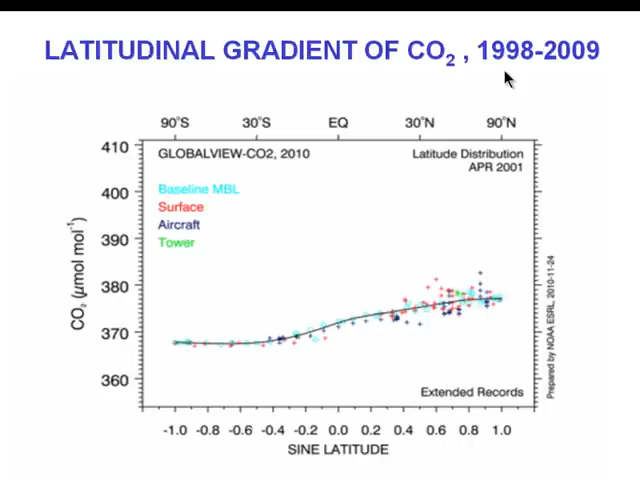 LATITUDINAL GRADIENT OF CO2 , 1998-2009
90°S 30°S EQ 30°N 90°N
GLOBALVIEW-CO2, 2010
Latitude Distribution
APR 2001
Baseline MBL
Surface
Aircraft
Tower
410
400
390
380
370
360
CO2 (μmol mol-1)
Extended Records
Prepared by NOAA ESRL, 2010-11-24
-1.0 -0.8 -0.6 -0.4 -0.2 0.0 0.2 0.4 0.6 0.8 1.0
SINE LATITUDE